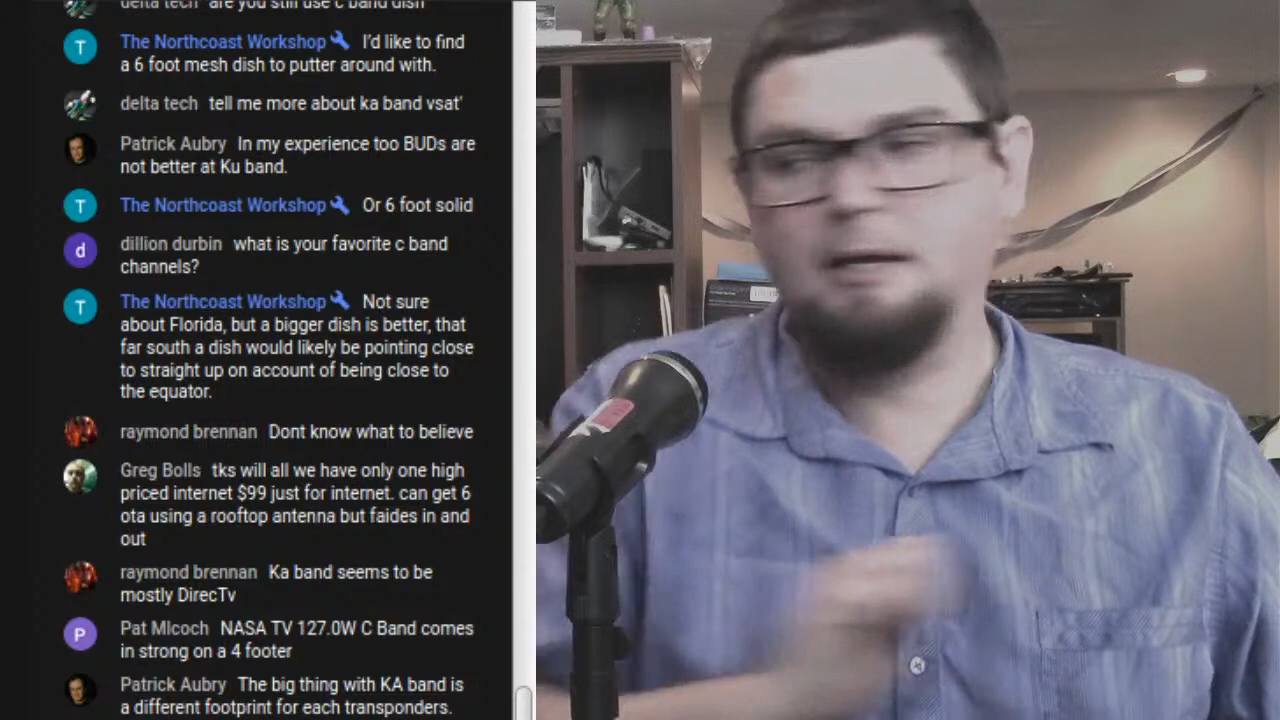 delta tech are you still use c band dish
The Northcoast Workshop I'd like to find
a 6 foot mesh dish to putter around with.
delta tech tell me more about ka band vsat'
Patrick Aubry In my experience too BUDs are
not better at Ku band.
The Northcoast Workshop Or 6 foot solid
dillion durbin what is your favorite c band
channels?
The Northcoast Workshop Not sure
about Florida, but a bigger dish is better, that
far south a dish would likely be pointing close
to straight up on account of being close to
the equator.
raymond brennan Dont know what to believe
Greg Bolls tks will all we have only one high
priced internet $99 just for internet. can get 6
ota using a rooftop antenna but faides in and
out
raymond brennan Ka band seems to be
mostly DirecTv
Pat Mlcoch NASA TV 127.0W C Band comes
in strong on a 4 footer
Patrick Aubry The big thing with KA band is
a different footprint for each transponders.
T
T
d
T
P